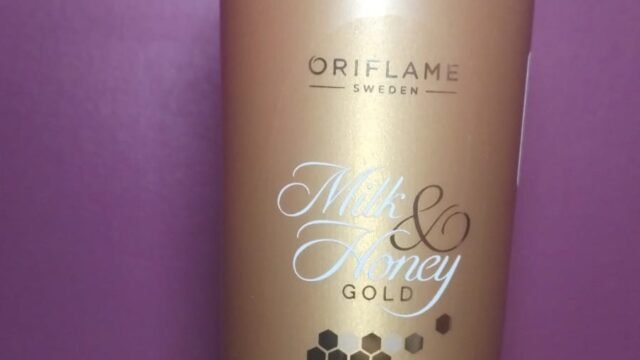 ORIFLAME
SWEDEN
Milk &
Honey
GOLD